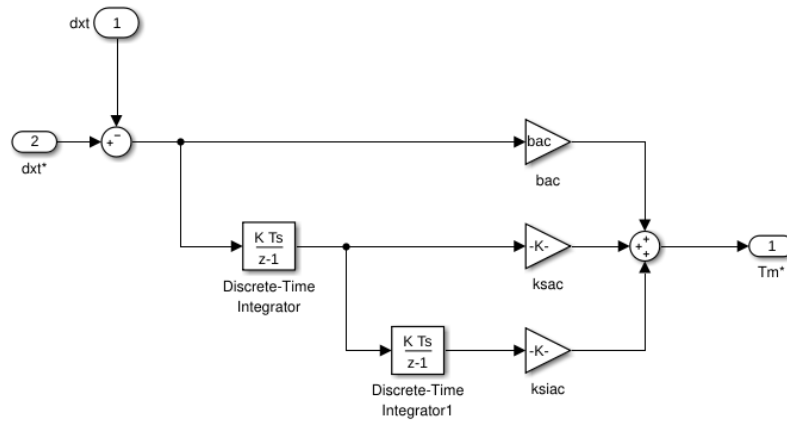 dxt
1
2
dxt*
+
−
bac
bac
K Ts
z-1
Discrete-Time
Integrator
-K-
ksac
+
+
+
1
Tm*
K Ts
z-1
Discrete-Time
Integrator1
-K-
ksiac